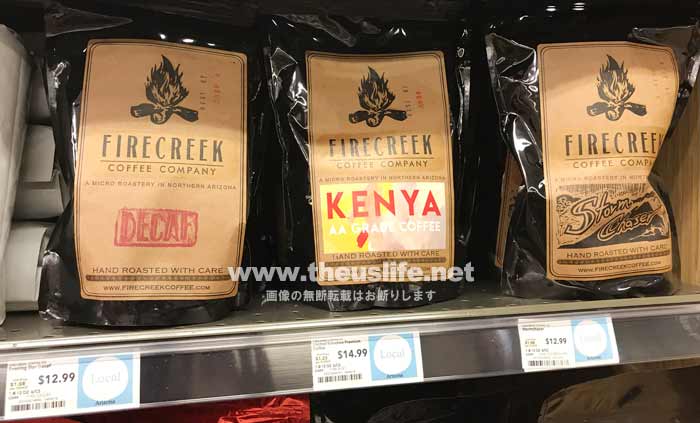 FIRECREEK
COFFEE COMPANY
A MICRO ROASTERY IN NORTHERN ARIZONA
DECAF
HAND ROASTED WITH CARE
WWW.FIRECREEKCOFFEE.COM
FIRECREEK
COFFEE COMPANY
A MICRO ROASTERY IN NORTHERN ARIZONA
KENYA
AA GRADE COFFEE
HAND ROASTED WITH CARE
FIRECREEK
COFFEE COMPANY
A MICRO ROASTERY IN NORTHERN ARIZONA
Storm
Chaser
HAND ROASTED WITH CARE
WWW.FIRECREEKCOFFEE.COM
www.theuslife.net
画像の無断転載はお断りします
$12.99
Local
Arizona
$14.99
Local
Arizona
$12.99
Local